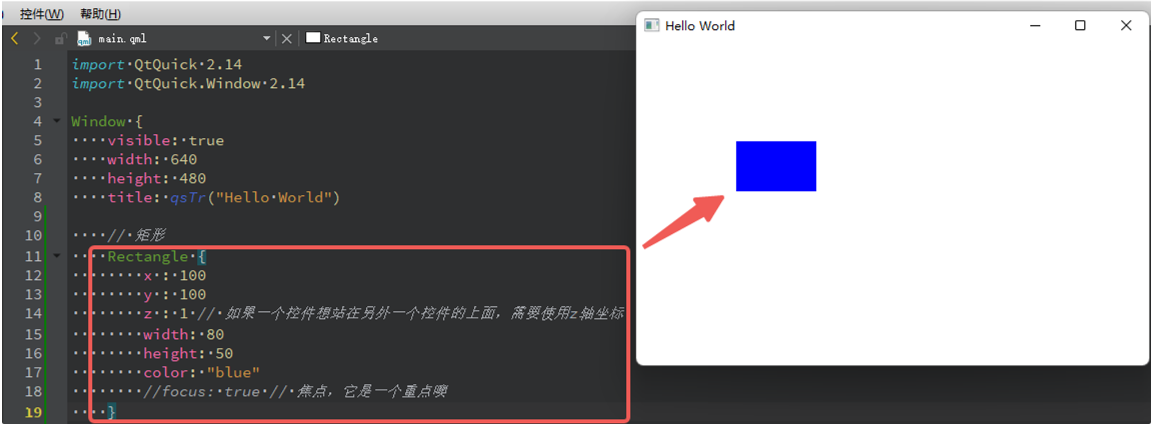 控件(W) 帮助(H)
main.qml
Rectangle
Hello World
1 import QtQuick 2.14
2 import QtQuick.Window 2.14
3
4 Window {
5 visible: true
6 width: 640
7 height: 480
8 title: qsTr("Hello World")
9
10 // 矩形
11 Rectangle {
12 x : 100
13 y : 100
14 z : 1 // 如果一个控件想站在另外一个控件的上面，需要使用z轴坐标
15 width: 80
16 height: 50
17 color: "blue"
18 //focus: true // 焦点，它是一个重点噢
19 }